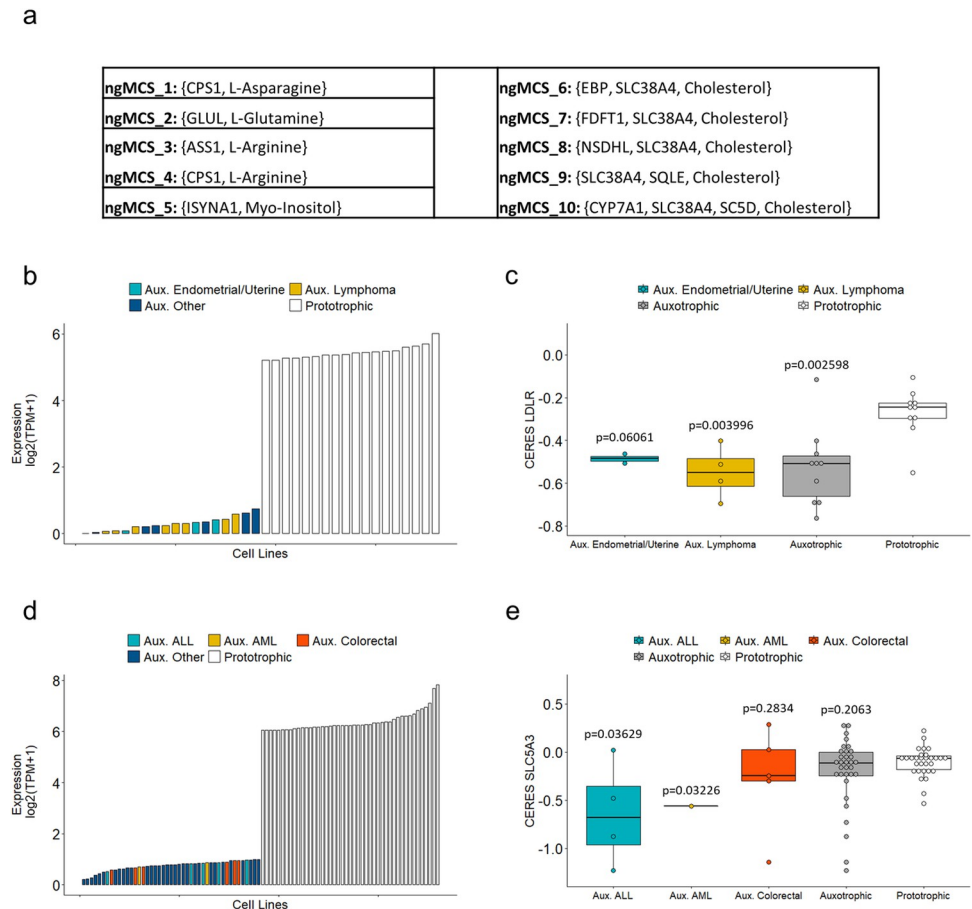 a
ngMCS_1: {CPS1, L-Asparagine}
ngMCS_2: {GLUL, L-Glutamine}
ngMCS_3: {ASS1, L-Arginine}
ngMCS_4: {CPS1, L-Arginine}
ngMCS_5: {ISYNA1, Myo-Inositol}
ngMCS_6: {EBP, SLC38A4, Cholesterol}
ngMCS_7: {FDFT1, SLC38A4, Cholesterol}
ngMCS_8: {NSDHL, SLC38A4, Cholesterol}
ngMCS_9: {SLC38A4, SQLE, Cholesterol}
ngMCS_10: {CYP7A1, SLC38A4, SC5D, Cholesterol}
b
Aux. Endometrial/Uterine Aux. Lymphoma
Aux. Other Prototrophic
Expression
log2(TPM+1)
6
4
2
0
Cell Lines
c
Aux. Endometrial/Uterine Aux. Lymphoma
Auxotrophic Prototrophic
CERES LDLR
0.0
-0.2
-0.4
-0.6
-0.8
p=0.06061
p=0.003996
p=0.002598
Aux. Endometrial/Uterine Aux. Lymphoma Auxotrophic Prototrophic
d
Aux. ALL Aux. AML Aux. Colorectal
Aux. Other Prototrophic
Expression
log2(TPM+1)
8
6
4
2
0
Cell Lines
e
Aux. ALL Aux. AML Aux. Colorectal
Auxotrophic Prototrophic
CERES SLC5A3
0.5
0.0
-0.5
-1.0
p=0.03629
p=0.03226
p=0.2834
p=0.2063
Aux. ALL Aux. AML Aux. Colorectal Auxotrophic Prototrophic